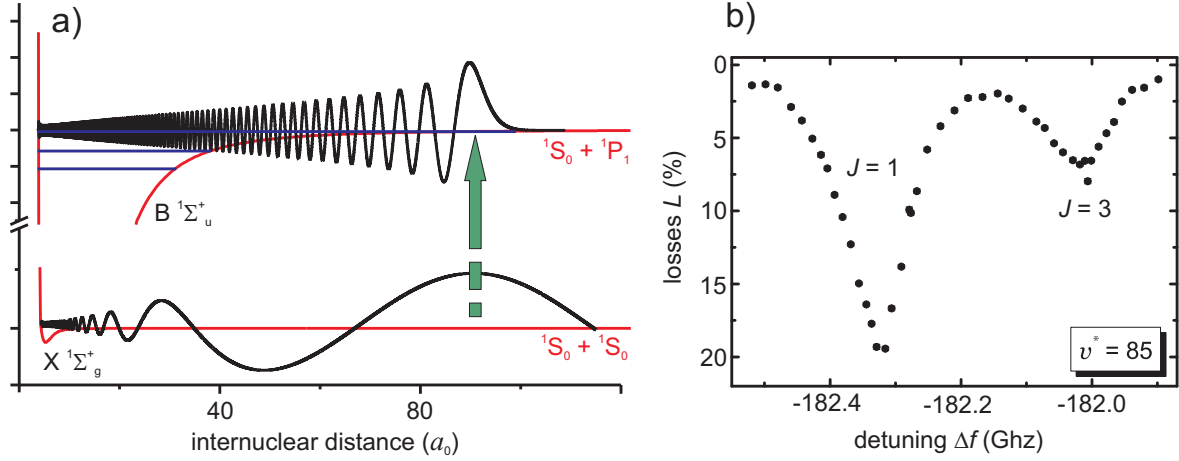 a)
¹S₀ + ¹P₁
B ¹Σ⁺ᵤ
¹S₀ + ¹S₀
X ¹Σ⁺g
40
80
internuclear distance (a₀)
b)
0
5
10
15
20
losses L (%)
J = 1
J = 3
υ* = 85
-182.4
-182.2
-182.0
detuning Δf (Ghz)